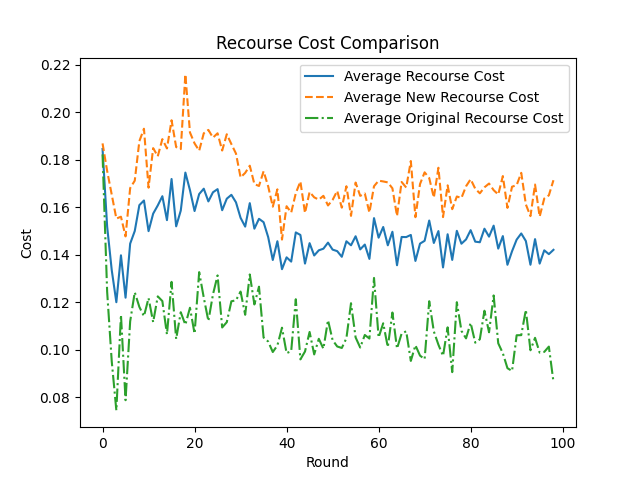 Recourse Cost Comparison
Average Recourse Cost
Average New Recourse Cost
Average Original Recourse Cost
Cost
0.22
0.20
0.18
0.16
0.14
0.12
0.10
0.08
0 20 40 60 80 100
Round